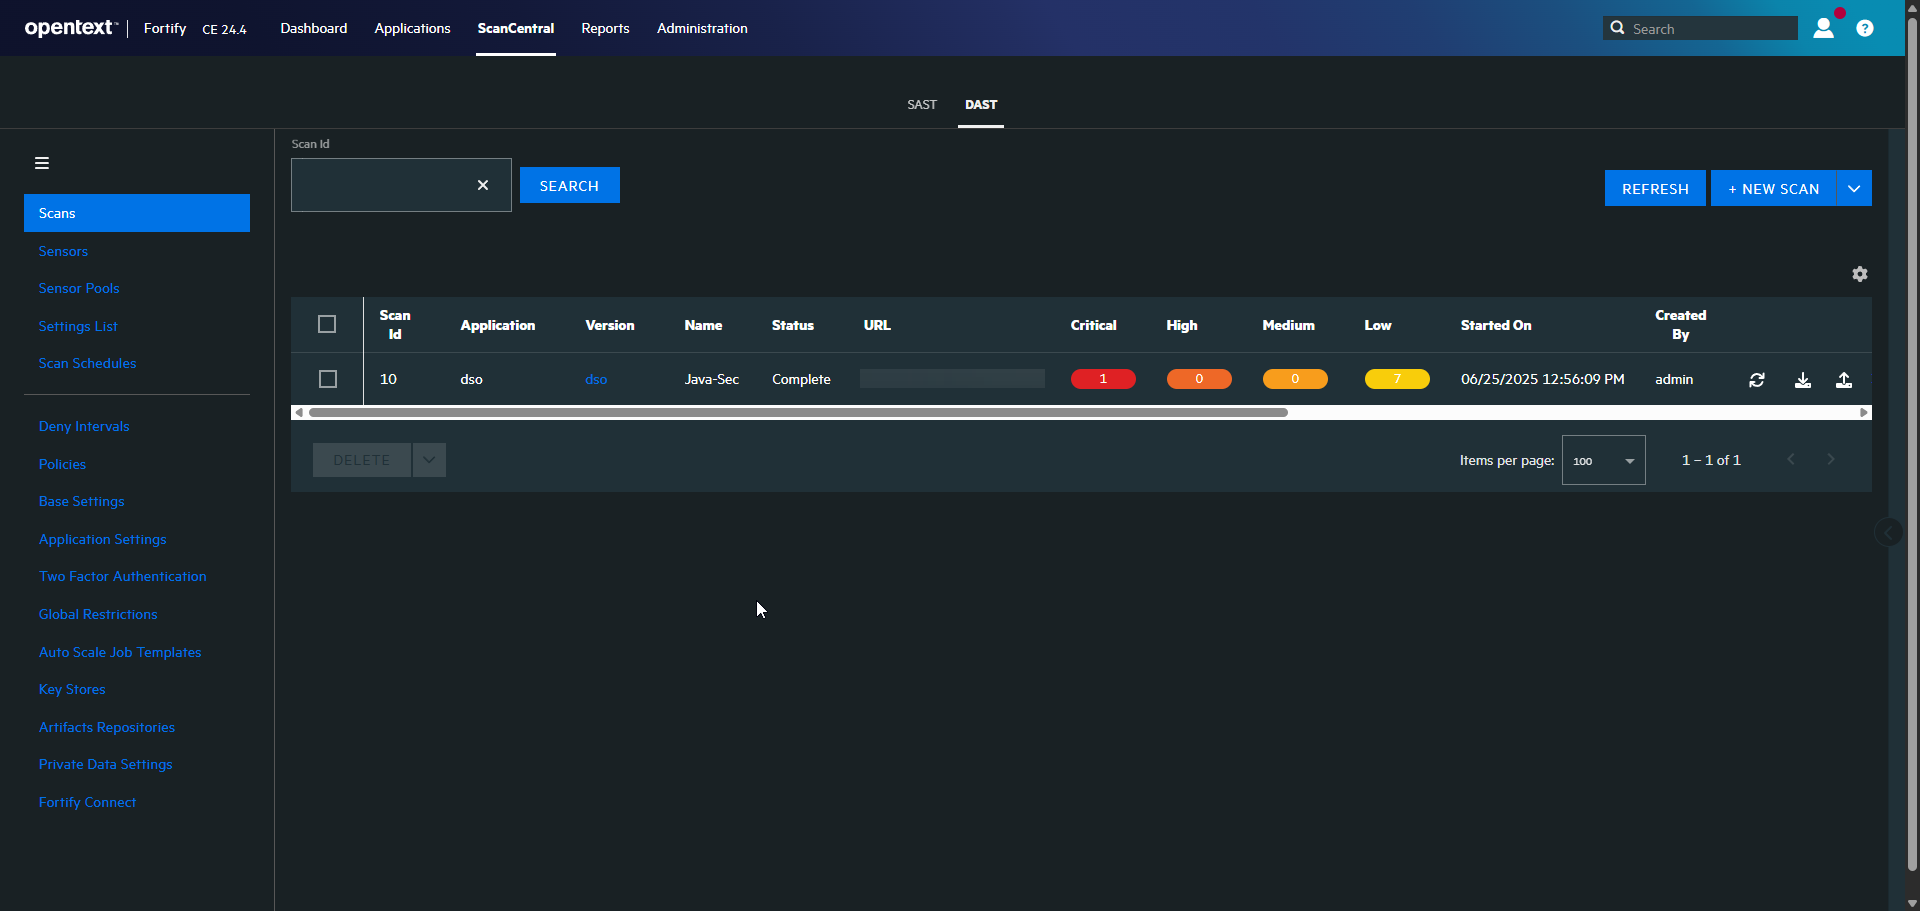 opentext™ | Fortify CE 24.4 Dashboard Applications ScanCentral Reports Administration Search ?
SAST DAST
Scan Id
SEARCH
REFRESH + NEW SCAN
Scans
Sensors
Sensor Pools
Settings List
Scan Schedules
Deny Intervals
Policies
Base Settings
Application Settings
Two Factor Authentication
Global Restrictions
Auto Scale Job Templates
Key Stores
Artifacts Repositories
Private Data Settings
Fortify Connect
Scan Id Application Version Name Status URL Critical High Medium Low Started On Created By
10 dso dso Java-Sec Complete 1 0 0 7 06/25/2025 12:56:09 PM admin
DELETE Items per page: 100 1 – 1 of 1